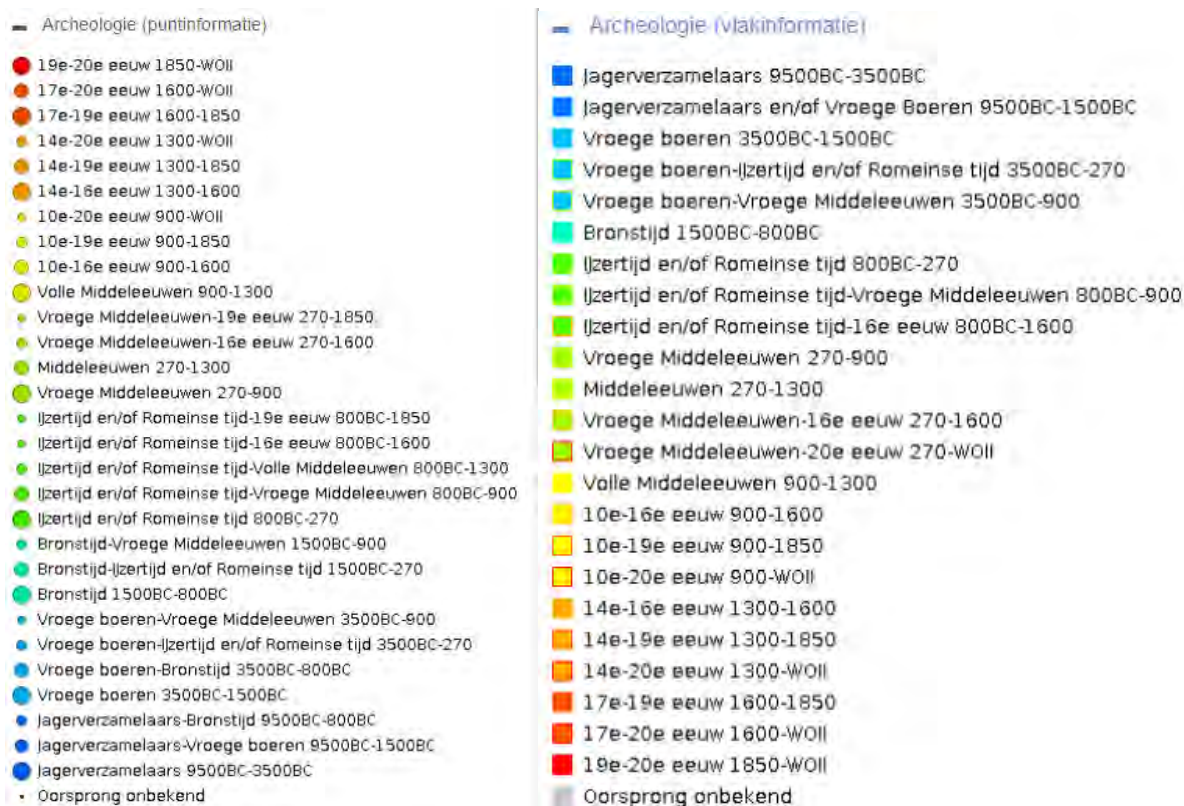 Archeologie (puntinformatie)
19e-20e eeuw 1850-WOII
17e-20e eeuw 1600-WOII
17e-19e eeuw 1600-1850
14e-20e eeuw 1300-WOII
14e-19e eeuw 1300-1850
14e-16e eeuw 1300-1600
10e-20e eeuw 900-WOII
10e-19e eeuw 900-1850
10e-16e eeuw 900-1600
Volle Middeleeuwen 900-1300
Vroege Middeleeuwen-19e eeuw 270-1850
Vroege Middeleeuwen-16e eeuw 270-1600
Middeleeuwen 270-1300
Vroege Middeleeuwen 270-900
IJzertijd en/of Romeinse tijd-19e eeuw 800BC-1850
IJzertijd en/of Romeinse tijd-16e eeuw 800BC-1600
IJzertijd en/of Romeinse tijd-Volle Middeleeuwen 800BC-1300
IJzertijd en/of Romeinse tijd-Vroege Middeleeuwen 800BC-900
IJzertijd en/of Romeinse tijd 800BC-270
Bronstijd-Vroege Middeleeuwen 1500BC-900
Bronstijd-IJzertijd en/of Romeinse tijd 1500BC-270
Bronstijd 1500BC-800BC
Vroege boeren-Vroege Middeleeuwen 3500BC-900
Vroege boeren-IJzertijd en/of Romeinse tijd 3500BC-270
Vroege boeren-Bronstijd 3500BC-800BC
Vroege boeren 3500BC-1500BC
Jagerverzamelaars-Bronstijd 9500BC-800BC
Jagerverzamelaars-Vroege boeren 9500BC-1500BC
Jagerverzamelaars 9500BC-3500BC
Oorsprong onbekend
Archeologie (vlakinformatie)
Jagerverzamelaars 9500BC-3500BC
Jagerverzamelaars en/of Vroege Boeren 9500BC-1500BC
Vroege boeren 3500BC-1500BC
Vroege boeren-IJzertijd en/of Romeinse tijd 3500BC-270
Vroege boeren-Vroege Middeleeuwen 3500BC-900
Bronstijd 1500BC-800BC
IJzertijd en/of Romeinse tijd 800BC-270
IJzertijd en/of Romeinse tijd-Vroege Middeleeuwen 800BC-900
IJzertijd en/of Romeinse tijd-16e eeuw 800BC-1600
Vroege Middeleeuwen 270-900
Middeleeuwen 270-1300
Vroege Middeleeuwen-16e eeuw 270-1600
Vroege Middeleeuwen-20e eeuw 270-WOII
Volle Middeleeuwen 900-1300
10e-16e eeuw 900-1600
10e-19e eeuw 900-1850
10e-20e eeuw 900-WOII
14e-16e eeuw 1300-1600
14e-19e eeuw 1300-1850
14e-20e eeuw 1300-WOII
17e-19e eeuw 1600-1850
17e-20e eeuw 1600-WOII
19e-20e eeuw 1850-WOII
Oorsprong onbekend